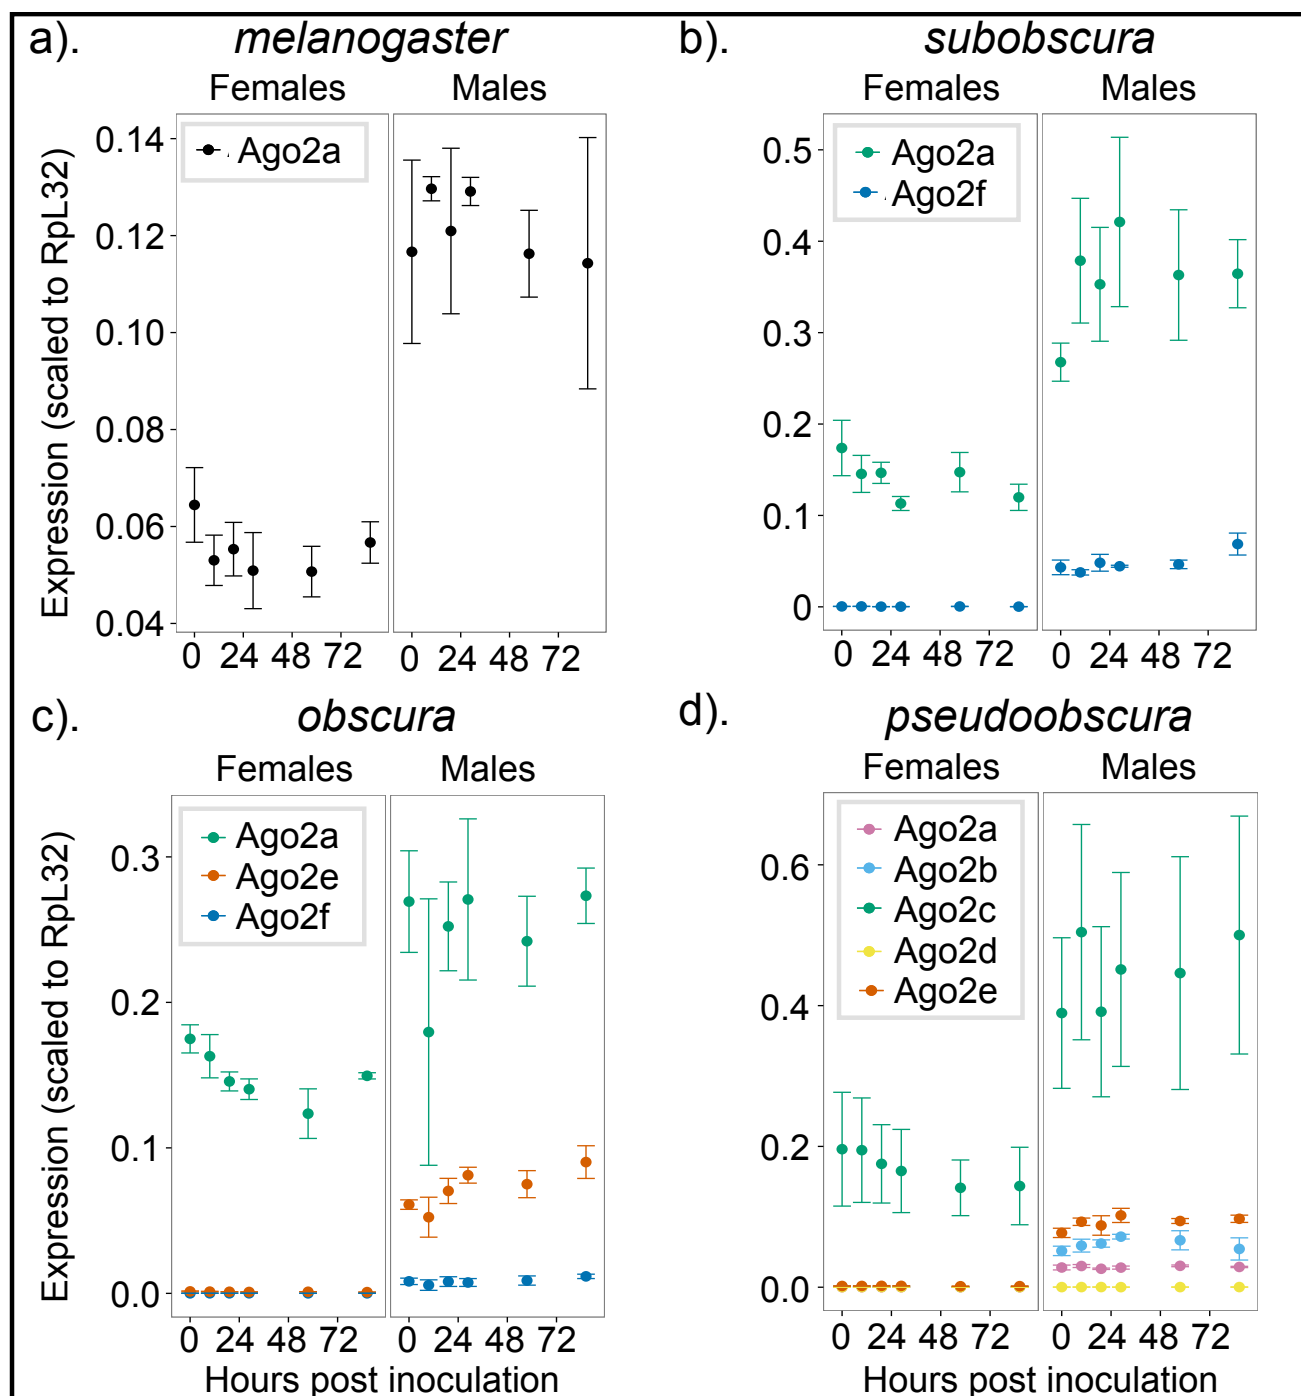 a). melanogaster
Females Males
Expression (scaled to RpL32)
0.14
0.12
0.10
0.08
0.06
0.04
Ago2a
0 24 48 72 0 24 48 72
b). subobscura
Females Males
0.5
0.4
0.3
0.2
0.1
0
Ago2a
Ago2f
0 24 48 72 0 24 48 72
c). obscura
Females Males
Expression (scaled to RpL32)
0.3
0.2
0.1
0.0
Ago2a
Ago2e
Ago2f
0 24 48 72 0 24 48 72
Hours post inoculation
d). pseudoobscura
Females Males
0.6
0.4
0.2
0.0
Ago2a
Ago2b
Ago2c
Ago2d
Ago2e
0 24 48 72 0 24 48 72
Hours post inoculation